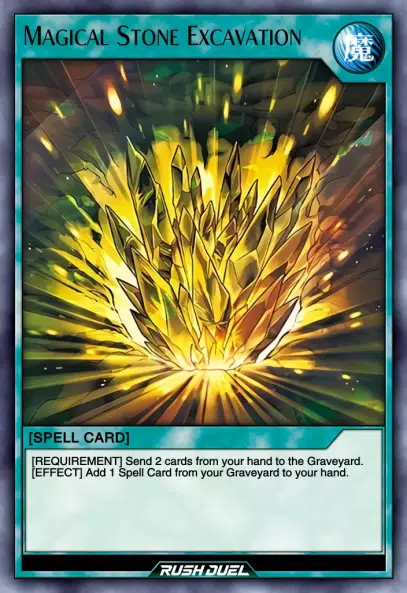 Magical Stone Excavation
魔
[SPELL CARD]
[REQUIREMENT] Send 2 cards from your hand to the Graveyard.
[EFFECT] Add 1 Spell Card from your Graveyard to your hand.
RUSH DUEL